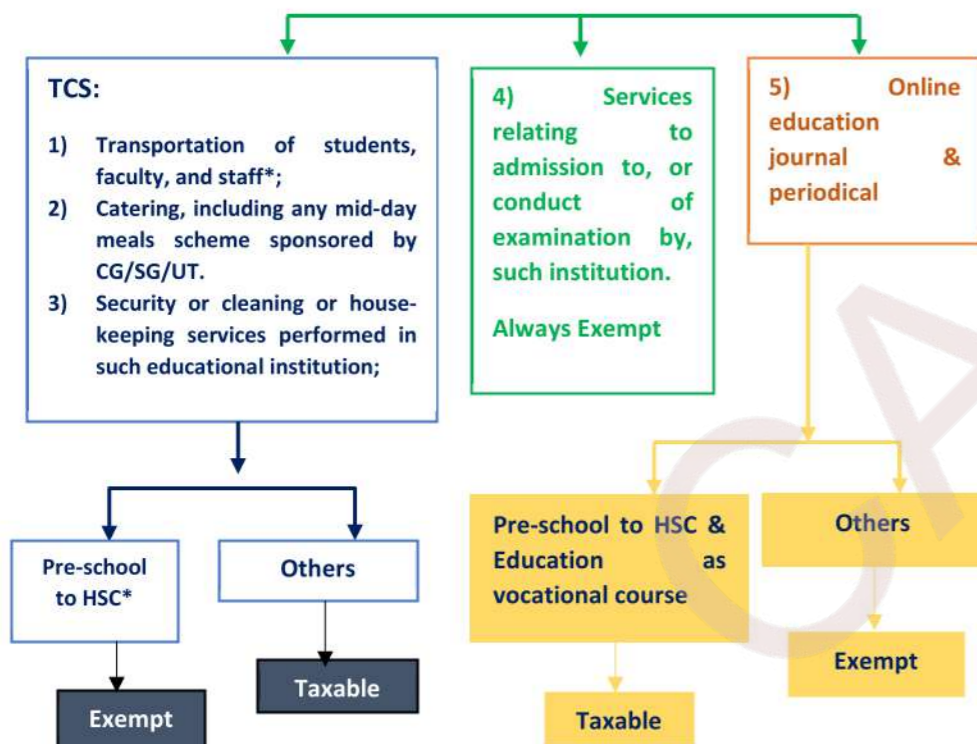 TCS:
1) Transportation of students,
faculty, and staff*;
2) Catering, including any mid-day
meals scheme sponsored by
CG/SG/UT.
3) Security or cleaning or house-
keeping services performed in
such educational institution;
4) Services
relating to
admission to, or
conduct of
examination by,
such institution.
Always Exempt
5) Online
education
journal &
periodical
Pre-school
to HSC*
Others
Exempt
Taxable
Pre-school to HSC &
Education as
vocational course
Others
Taxable
Exempt
CA